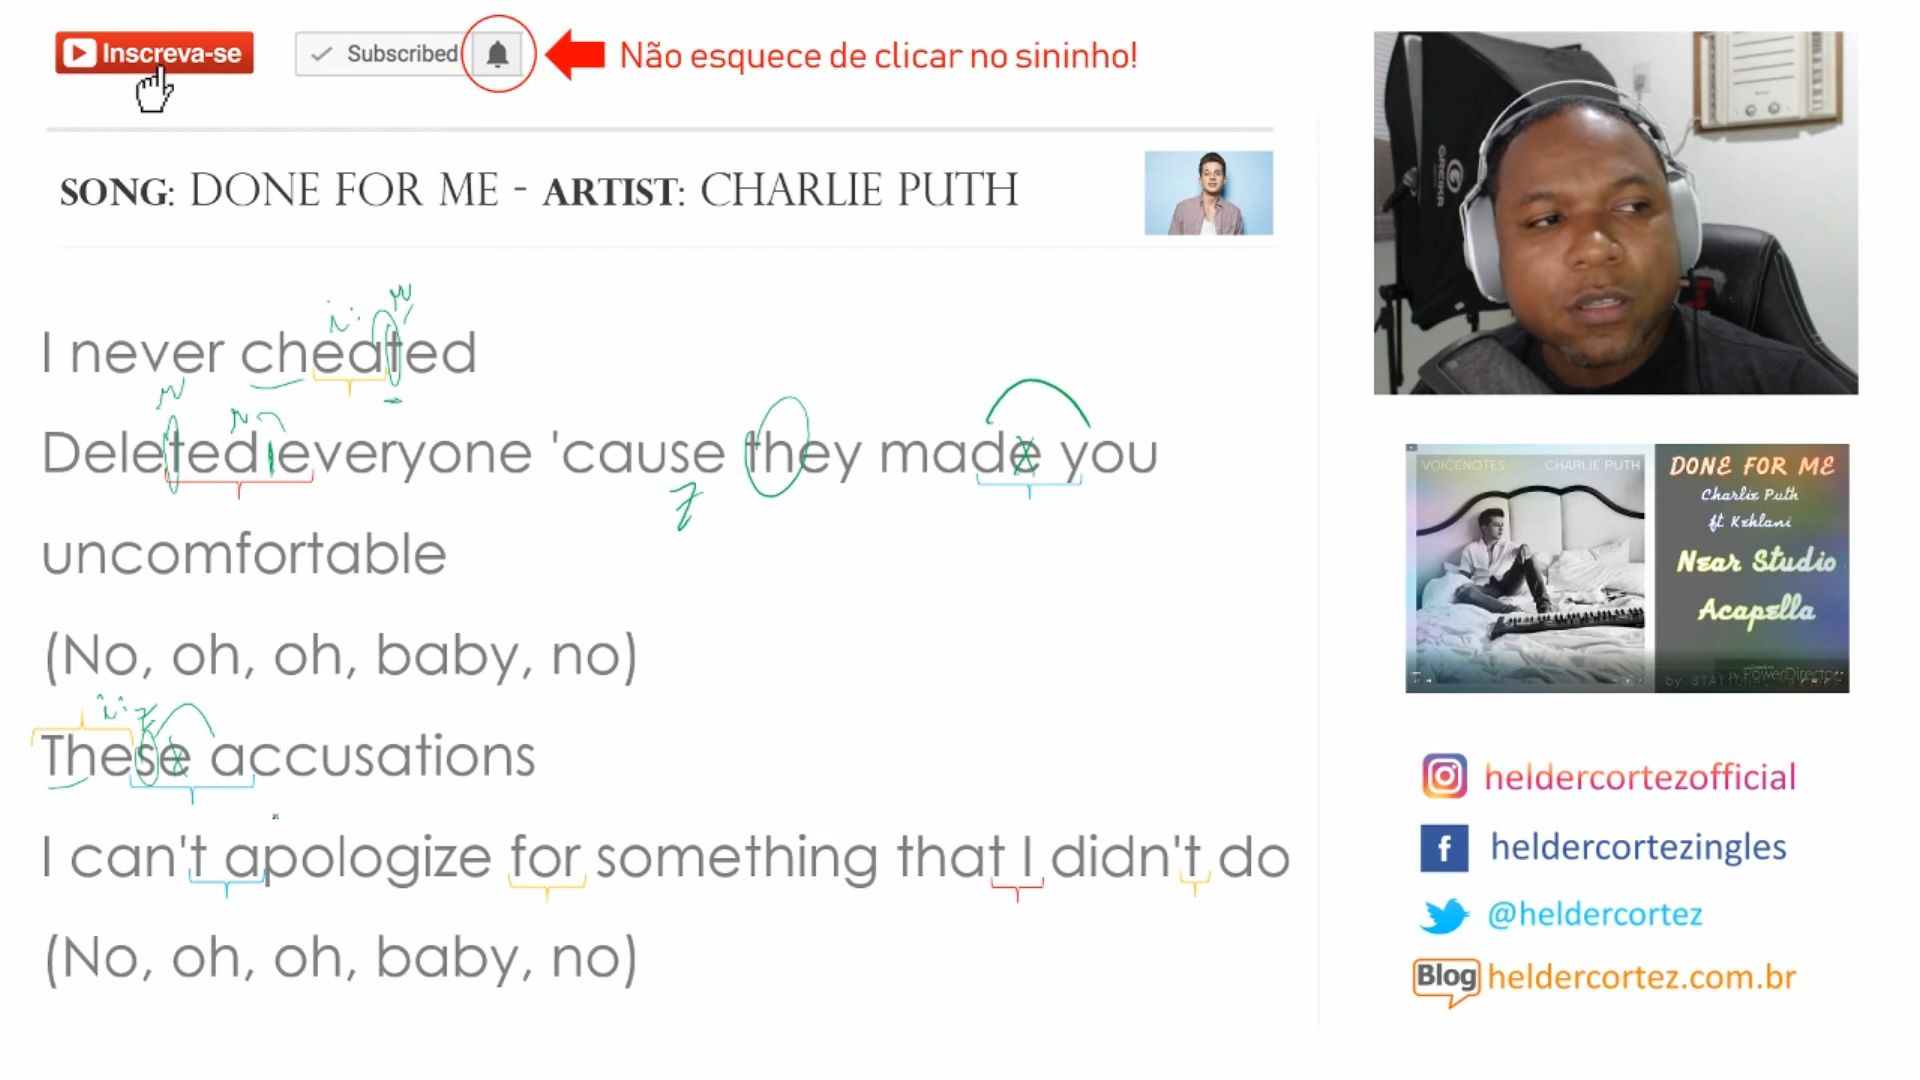 Inscreva-se
Subscribed
Não esquece de clicar no sininho!
SONG: DONE FOR ME - ARTIST: CHARLIE PUTH
i: r
I never cheated
r r
Deleted everyone 'cause they made you
z
uncomfortable
(No, oh, oh, baby, no)
i: z
These accusations
I can't apologize for something that I didn't do
(No, oh, oh, baby, no)
VOICENOTES CHARLIE PUTH
DONE FOR ME
Charlie Puth
ft Kehlani
Near Studio
Acapella
PowerDirector
heldercortezofficial
f heldercortezingles
@heldercortez
Blog heldercortez.com.br